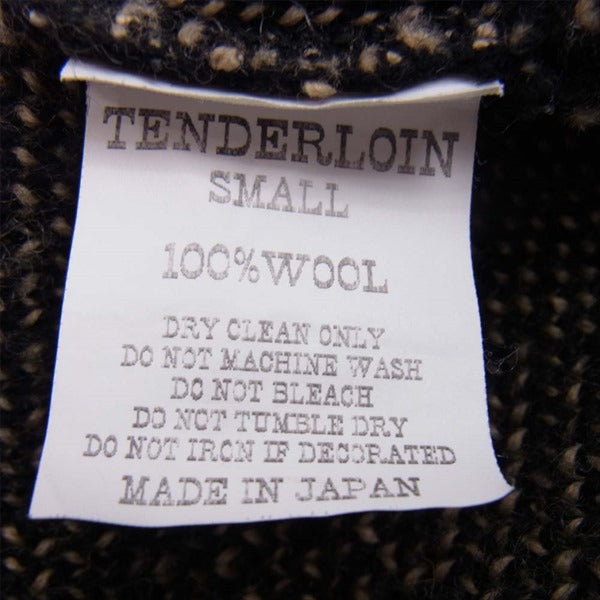 TENDERLOIN
SMALL
100%WOOL
DRY CLEAN ONLY
DO NOT MACHINE WASH
DO NOT BLEACH
DO NOT TUMBLE DRY
DO NOT IRON IF DECORATED
MADE IN JAPAN